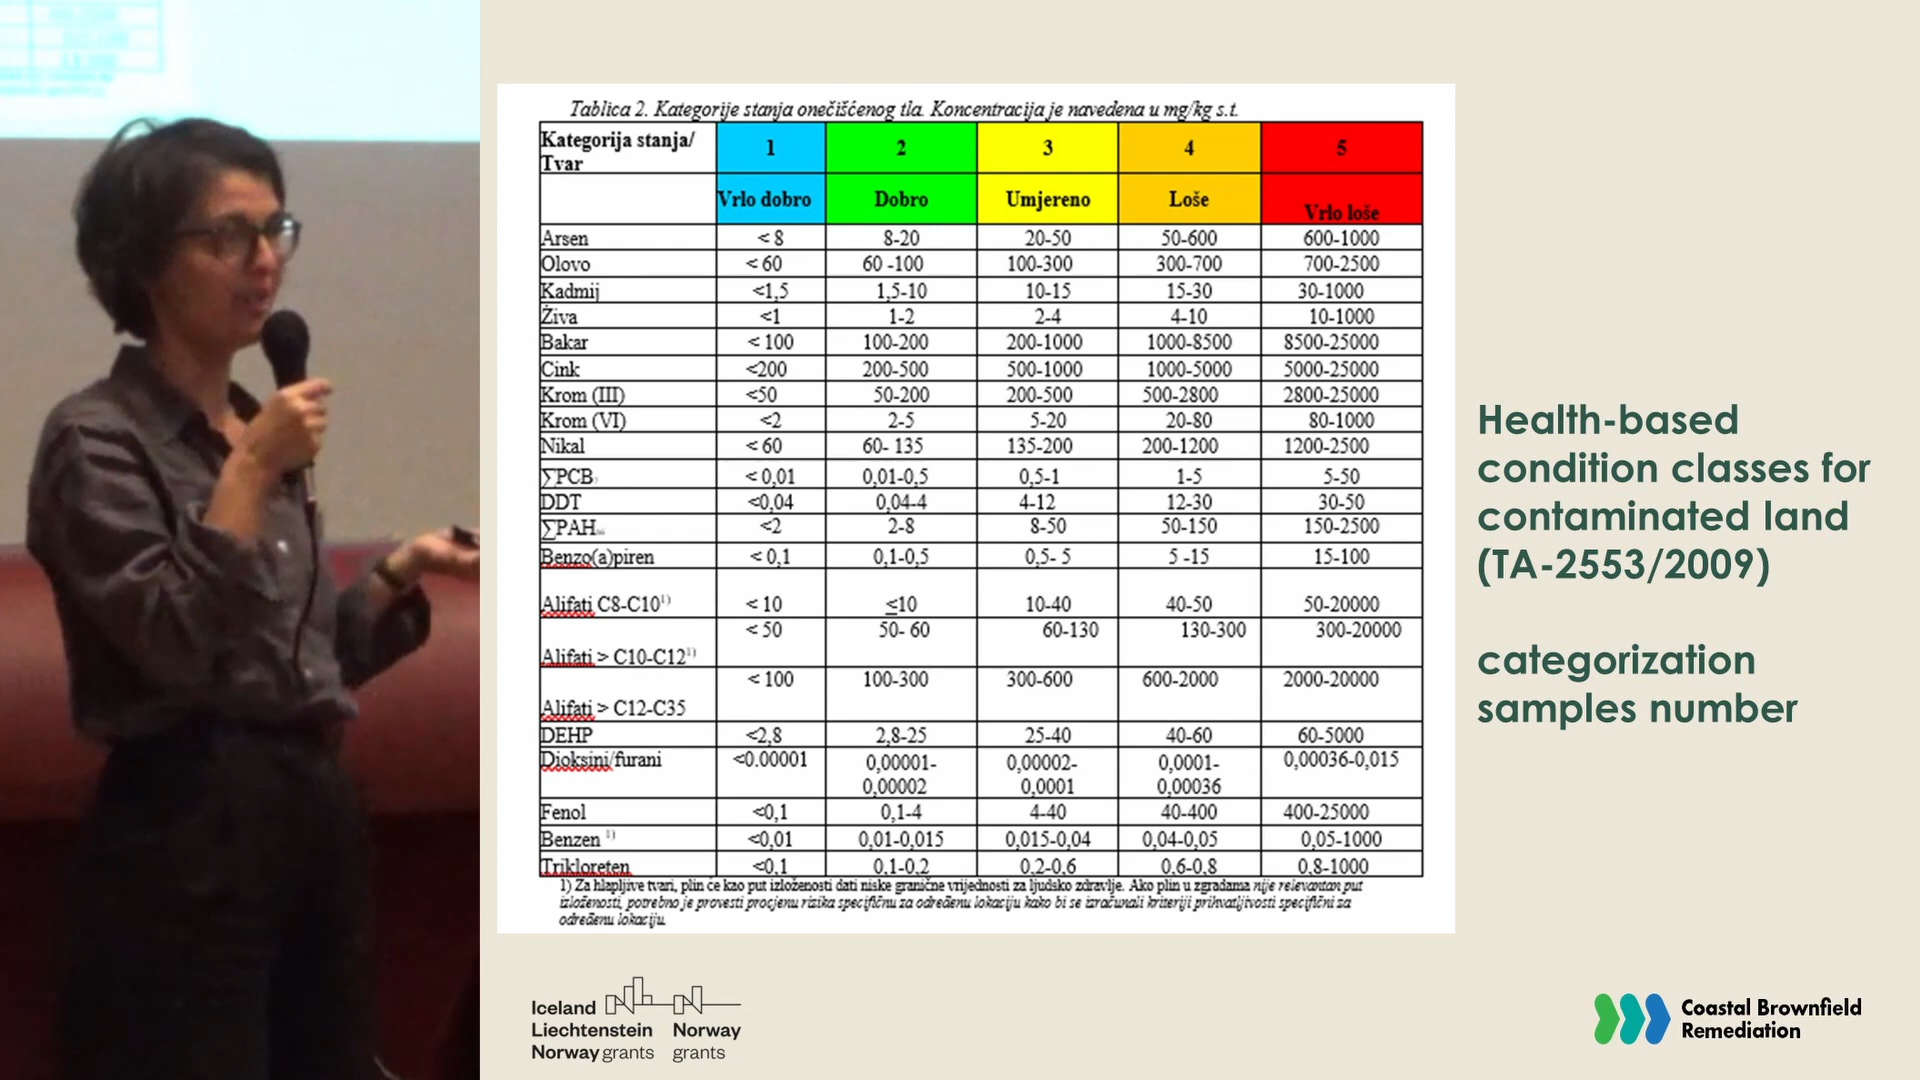 Tablica 2. Kategorije stanja onečišćenog tla. Koncentracija je navedena u mg/kg s.t.
Kategorija stanja/ 1 2 3 4 5
Tvar
Vrlo dobro Dobro Umjereno Loše Vrlo loše
Arsen < 8 8-20 20-50 50-600 600-1000
Olovo < 60 60 -100 100-300 300-700 700-2500
Kadmij <1,5 1,5-10 10-15 15-30 30-1000
Živa <1 1-2 2-4 4-10 10-1000
Bakar < 100 100-200 200-1000 1000-8500 8500-25000
Cink <200 200-500 500-1000 1000-5000 5000-25000
Krom (III) <50 50-200 200-500 500-2800 2800-25000
Krom (VI) <2 2-5 5-20 20-80 80-1000
Nikal < 60 60- 135 135-200 200-1200 1200-2500
∑PCB < 0,01 0,01-0,5 0,5-1 1-5 5-50
DDT <0,04 0,04-4 4-12 12-30 30-50
∑PAH <2 2-8 8-50 50-150 150-2500
Benzo(a)piren < 0,1 0,1-0,5 0,5- 5 5 -15 15-100
Alifati C8-C10¹⁾ < 10 ≤10 10-40 40-50 50-20000
Alifati > C10-C12¹⁾ < 50 50- 60 60-130 130-300 300-20000
Alifati > C12-C35 < 100 100-300 300-600 600-2000 2000-20000
DEHP <2,8 2,8-25 25-40 40-60 60-5000
Dioksini/furani <0.00001 0,00001- 0,00002- 0,0001- 0,00036-0,015
0,00002 0,0001 0,00036
Fenol <0,1 0,1-4 4-40 40-400 400-25000
Benzen ¹⁾ <0,01 0,01-0,015 0,015-0,04 0,04-0,05 0,05-1000
Trikloreten <0,1 0,1-0,2 0,2-0,6 0,6-0,8 0,8-1000
1) Za hlapljive tvari, plin će kao put izloženosti dati niske granične vrijednosti za ljudsko zdravlje. Ako plin u zgradama nije relevantan put
izloženosti, potrebno je provesti procjenu rizika specifičnu za određenu lokaciju kako bi se izračunali kriteriji prihvatljivosti specifični za
određenu lokaciju.
Health-based
condition classes for
contaminated land
(TA-2553/2009)
categorization
samples number
Iceland
Liechtenstein
Norway grants
Norway
grants
Coastal Brownfield
Remediation